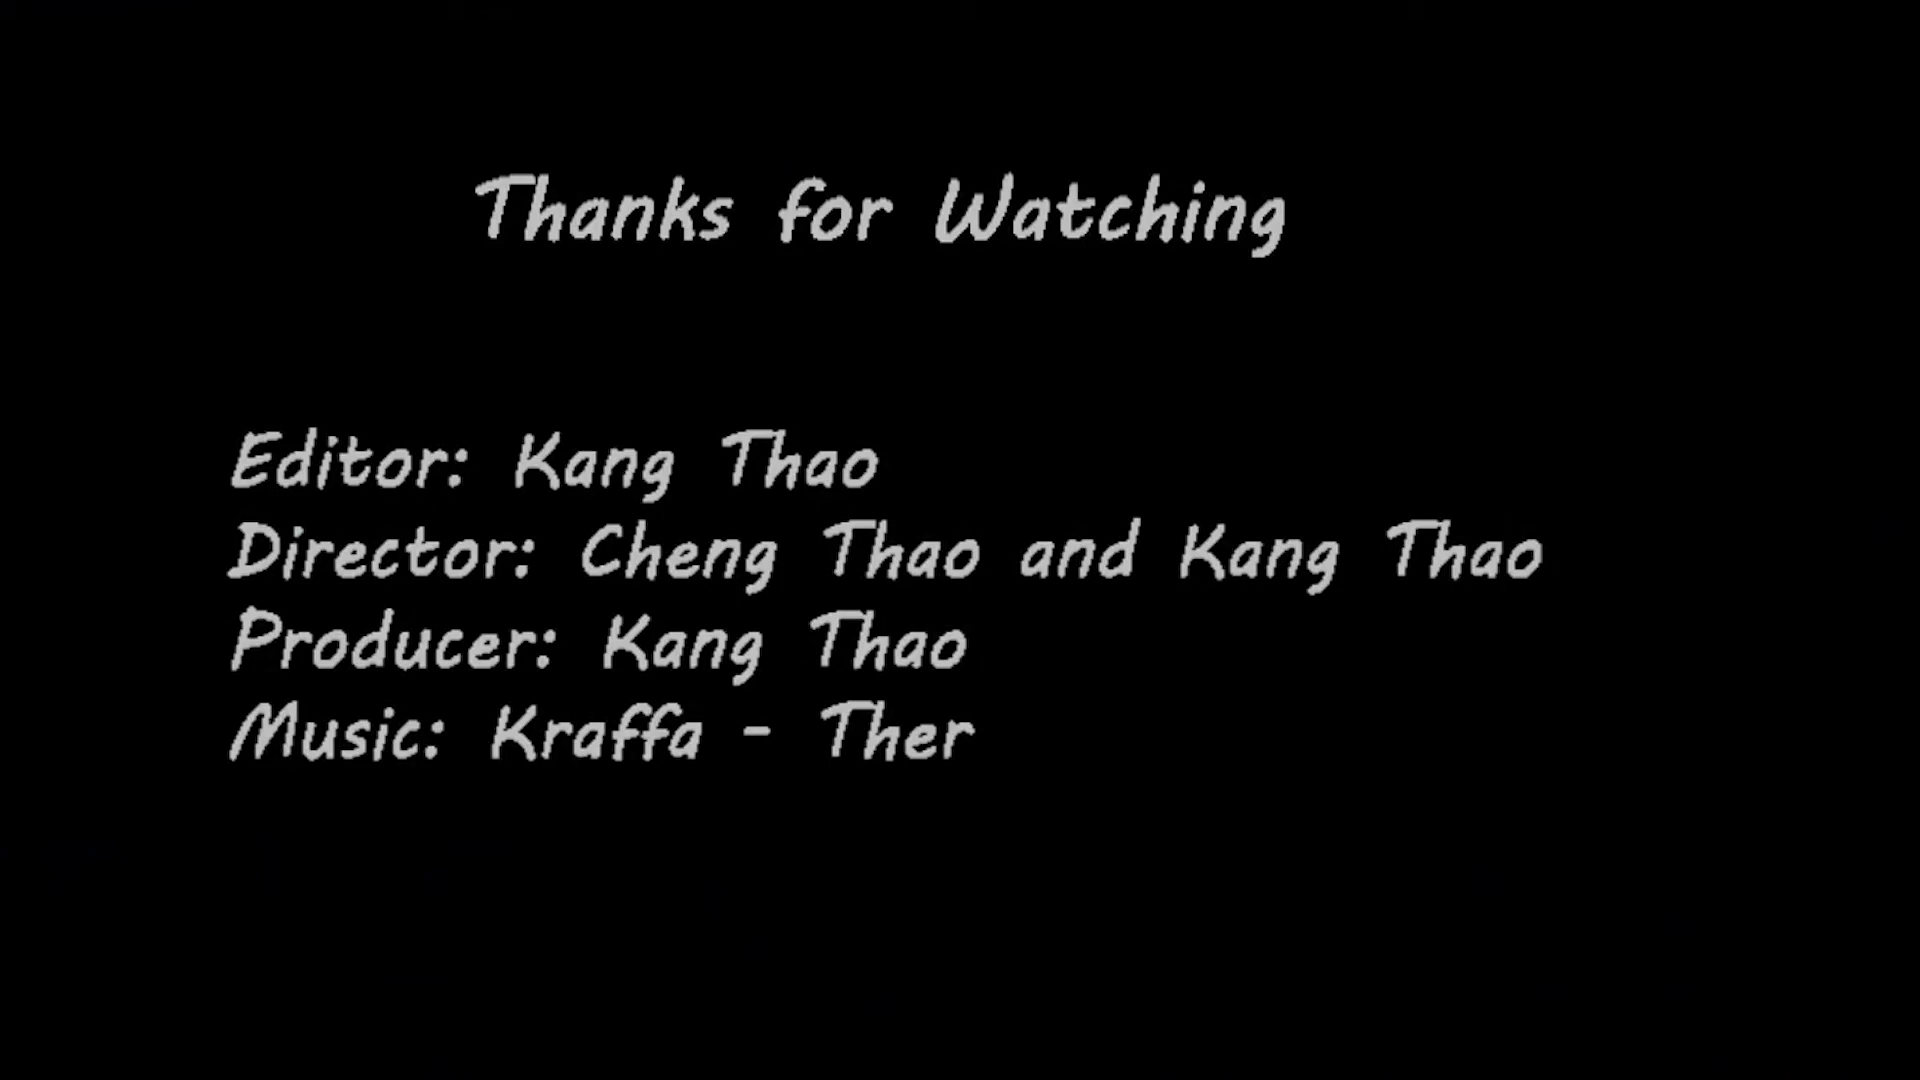 Thanks for Watching
Editor: Kang Thao
Director: Cheng Thao and Kang Thao
Producer: Kang Thao
Music: Kraffa - Ther